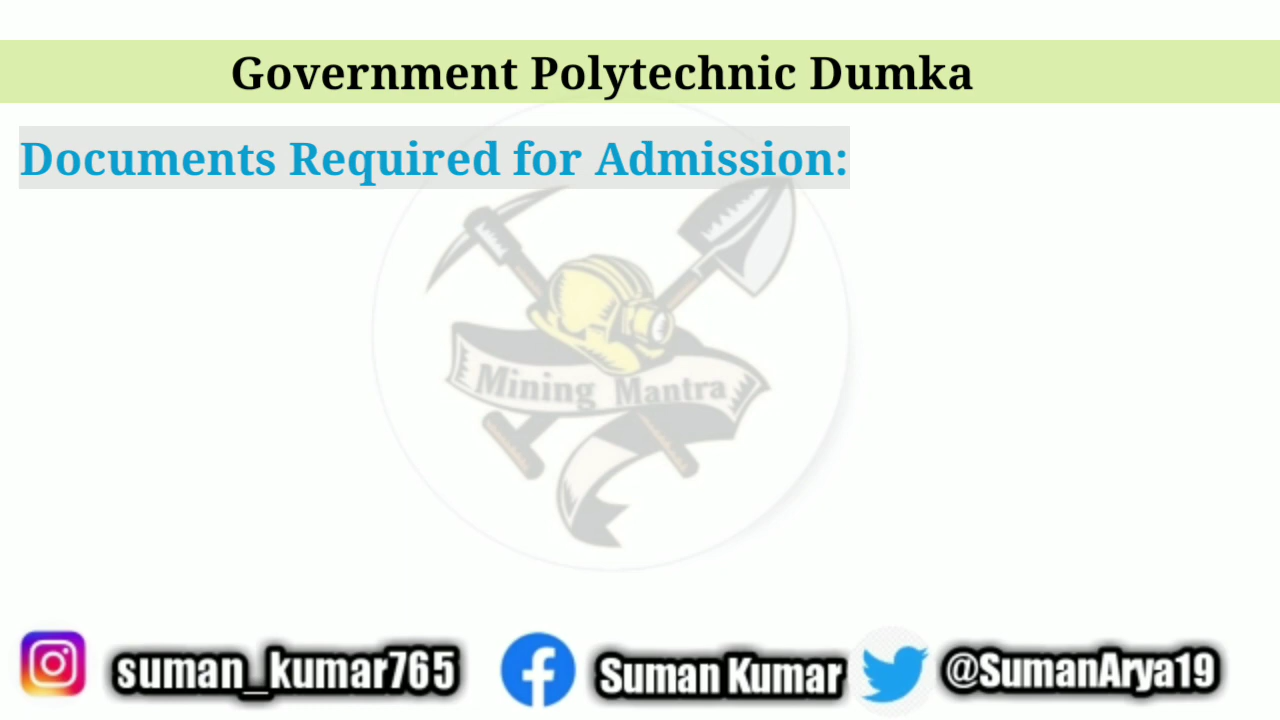 Government Polytechnic Dumka
Documents Required for Admission:
Mining Mantra
suman_kumar765
Suman Kumar
@SumanArya19